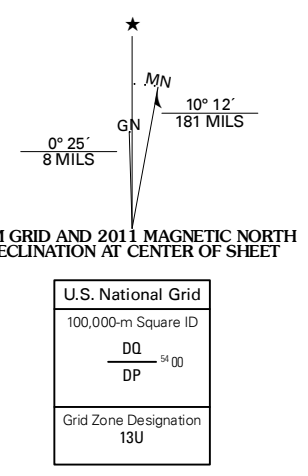 ★
MN
GN
10° 12´
181 MILS
0° 25´
8 MILS
GRID AND 2011 MAGNETIC NORTH
AT CENTER OF SHEET
U.S. National Grid
100,000-m Square ID
DQ
54 00
DP
Grid Zone Designation
13U